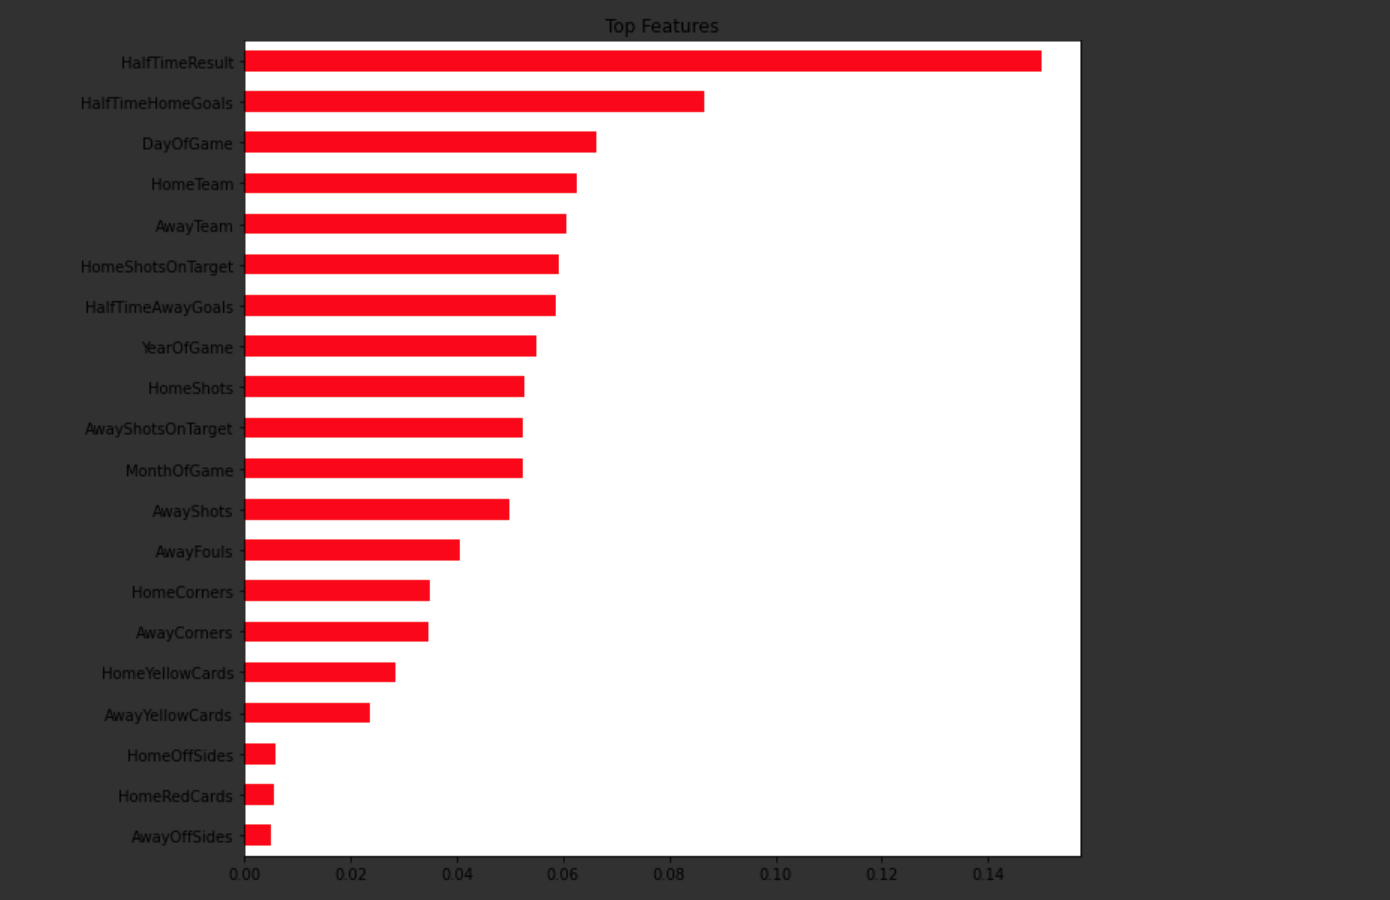 Top Features
HalfTimeResult
HalfTimeHomeGoals
DayOfGame
HomeTeam
AwayTeam
HomeShotsOnTarget
HalfTimeAwayGoals
YearOfGame
HomeShots
AwayShotsOnTarget
MonthOfGame
AwayShots
AwayFouls
HomeCorners
AwayCorners
HomeYellowCards
AwayYellowCards
HomeOffSides
HomeRedCards
AwayOffSides
0.00 0.02 0.04 0.06 0.08 0.10 0.12 0.14